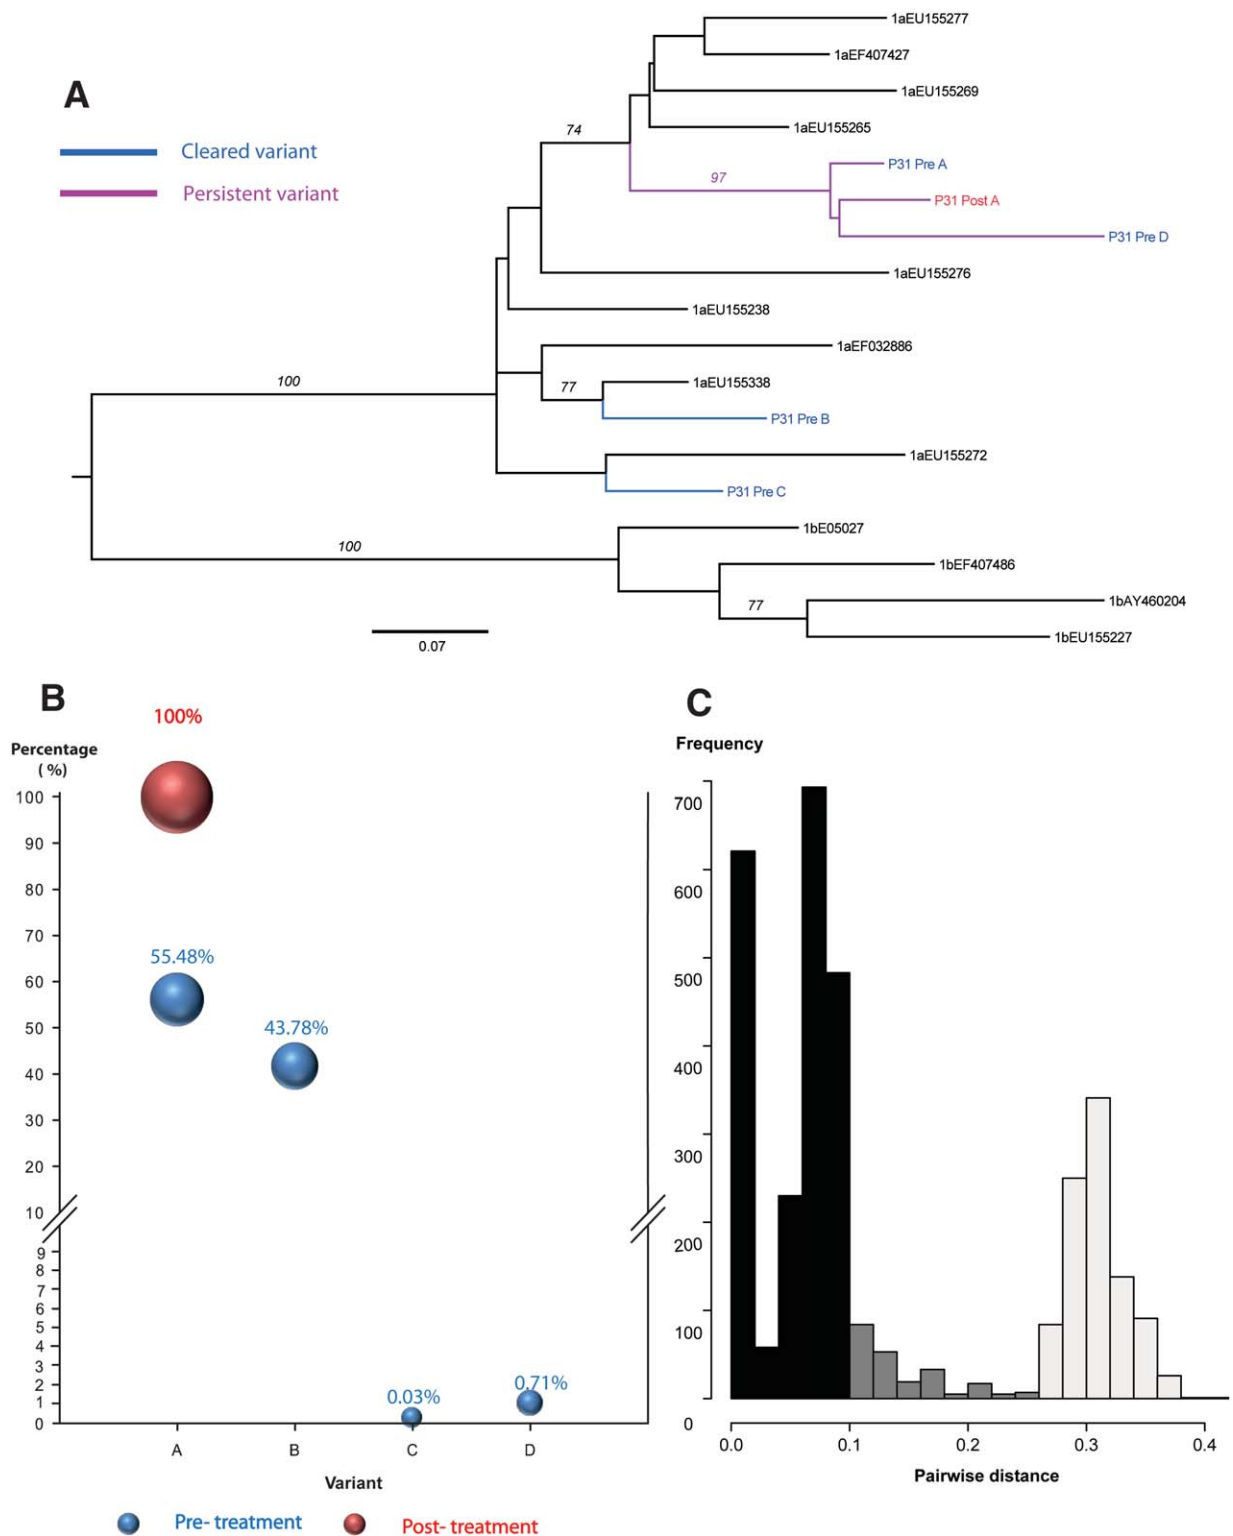 A
Cleared variant
Persistent variant
1aEU155277
1aEF407427
1aEU155269
74
1aEU155265
97
P31 Pre A
P31 Post A
P31 Pre D
1aEU155276
1aEU155238
1aEF032886
100
77
1aEU155338
P31 Pre B
1aEU155272
P31 Pre C
1bE05027
100
1bEF407486
77
1bAY460204
1bEU155227
0.07
B
100%
Percentage
( %)
100
90
80
70
60
50
40
30
20
10
9
8
7
6
5
4
3
2
1
0
55.48%
43.78%
0.03%
0.71%
A B C D
Variant
Pre- treatment Post- treatment
C
Frequency
700
600
500
400
300
200
100
0
0.0 0.1 0.2 0.3 0.4
Pairwise distance